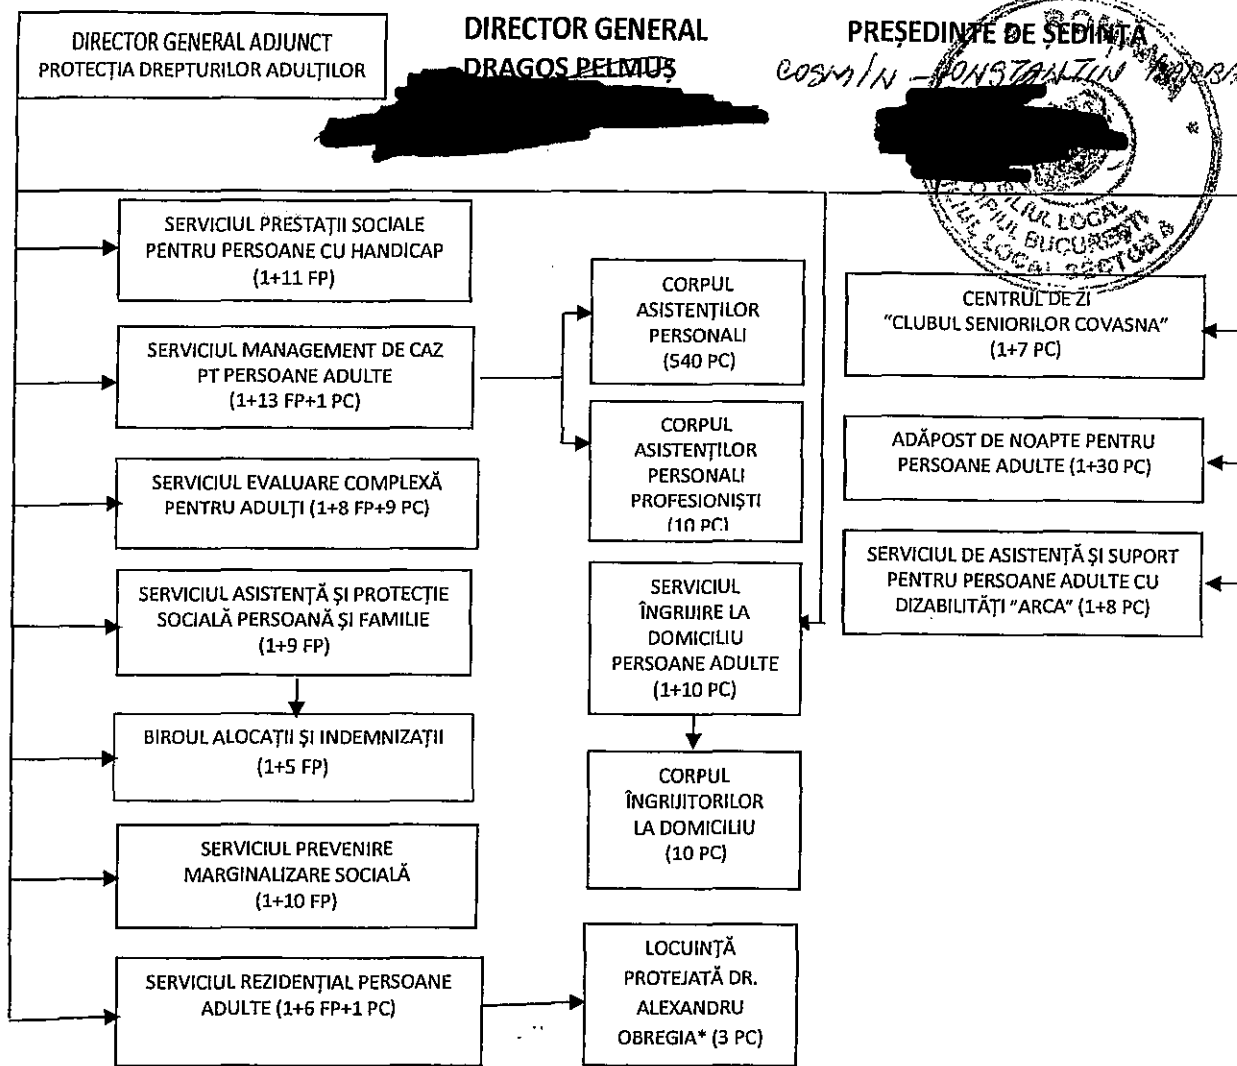 DIRECTOR GENERAL ADJUNCT
PROTECȚIA DREPTURILOR ADULȚILOR
DIRECTOR GENERAL
DRAGOS PELMUȘ
PREȘEDINTE DE ȘEDINȚĂ
COSMIN -
SERVICIUL PRESTAȚII SOCIALE
PENTRU PERSOANE CU HANDICAP
(1+11 FP)
SERVICIUL MANAGEMENT DE CAZ
PT PERSOANE ADULTE
(1+13 FP+1 PC)
SERVICIUL EVALUARE COMPLEXĂ
PENTRU ADULȚI (1+8 FP+9 PC)
SERVICIUL ASISTENȚĂ ȘI PROTECȚIE
SOCIALĂ PERSOANĂ ȘI FAMILIE
(1+9 FP)
BIROUL ALOCAȚII ȘI INDEMNIZAȚII
(1+5 FP)
SERVICIUL PREVENIRE
MARGINALIZARE SOCIALĂ
(1+10 FP)
SERVICIUL REZIDENȚIAL PERSOANE
ADULTE (1+6 FP+1 PC)
CORPUL
ASISTENȚILOR
PERSONALI
(540 PC)
CORPUL
ASISTENȚILOR
PERSONALI
PROFESIONIȘTI
(10 PC)
SERVICIUL
ÎNGRIJIRE LA
DOMICILIU
PERSOANE ADULTE
(1+10 PC)
CORPUL
ÎNGRIJITORILOR
LA DOMICILIU
(10 PC)
LOCUINȚĂ
PROTEJATĂ DR.
ALEXANDRU
OBREGIA* (3 PC)
CENTRUL DE ZI
"CLUBUL SENIORILOR COVASNA"
(1+7 PC)
ADĂPOST DE NOAPTE PENTRU
PERSOANE ADULTE (1+30 PC)
SERVICIUL DE ASISTENȚĂ ȘI SUPORT
PENTRU PERSOANE ADULTE CU
DIZABILITĂȚI "ARCA" (1+8 PC)